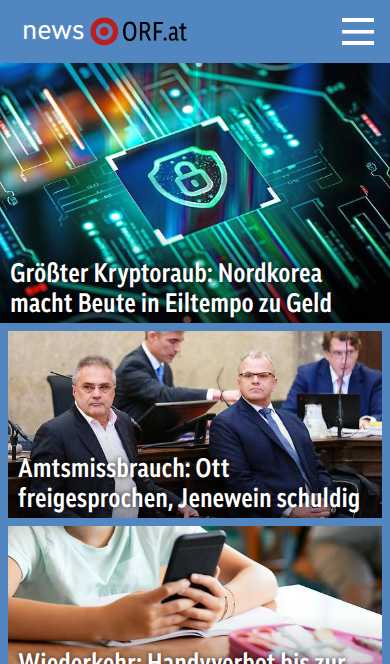 news ORF.at
Größter Kryptoraub: Nordkorea
macht Beute in Eiltempo zu Geld
Amtsmissbrauch: Ott
freigesprochen, Jenewein schuldig
Wiederkehr: Handyverbot bis zur